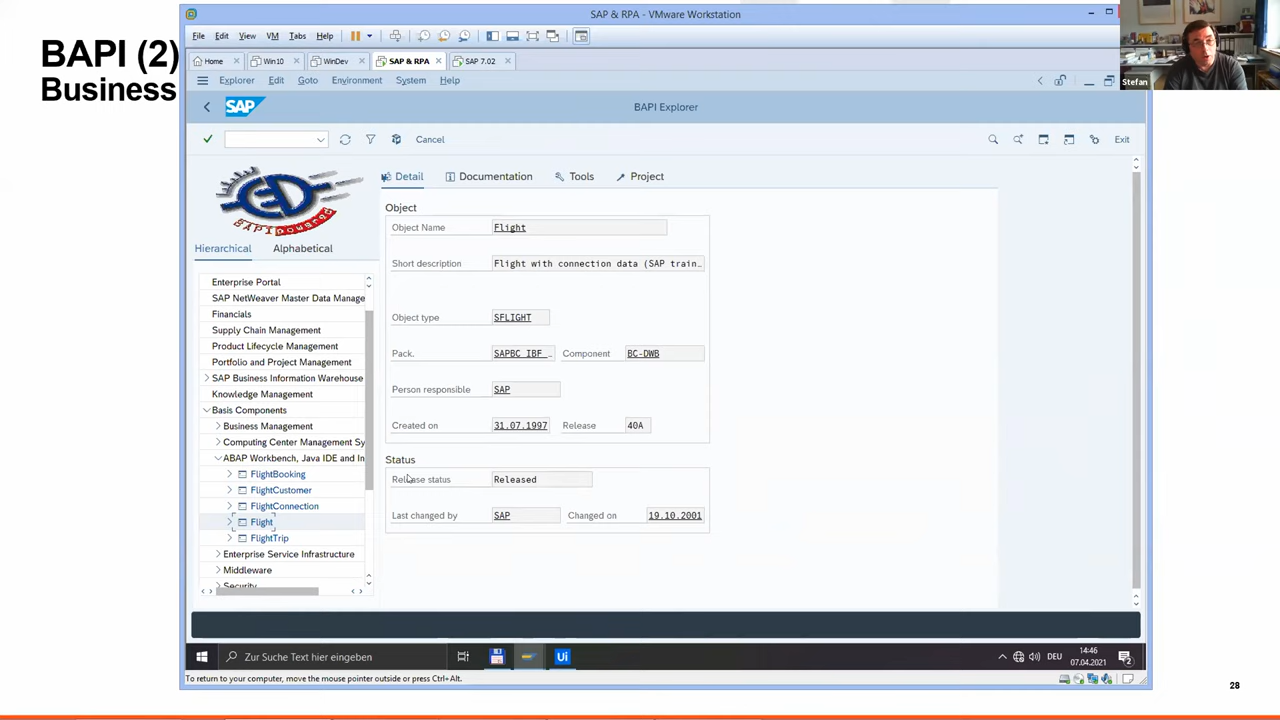 BAPI (2)
Business
SAP & RPA - VMware Workstation
File Edit View VM Tabs Help
Home Win10 WinDev SAP & RPA SAP 7.02
Explorer Edit Goto Environment System Help
Stefan
SAP BAPI Explorer
Cancel Exit
BAPI powered
Hierarchical Alphabetical
Enterprise Portal
SAP NetWeaver Master Data Manage
Financials
Supply Chain Management
Product Lifecycle Management
Portfolio and Project Management
SAP Business Information Warehouse
Knowledge Management
Basis Components
Business Management
Computing Center Management Sy
ABAP Workbench, Java IDE and In
FlightBooking
FlightCustomer
FlightConnection
Flight
FlightTrip
Enterprise Service Infrastructure
Middleware
Security
Detail Documentation Tools Project
Object
Object Name Flight
Short description Flight with connection data (SAP train…
Object type SFLIGHT
Pack. SAPBC_IBF_… Component BC-DWB
Person responsible SAP
Created on 31.07.1997 Release 40A
Status
Release status Released
Last changed by SAP Changed on 19.10.2001
Zur Suche Text hier eingeben
Ui
DEU
14:46
07.04.2021
2
To return to your computer, move the mouse pointer outside or press Ctrl+Alt.
28